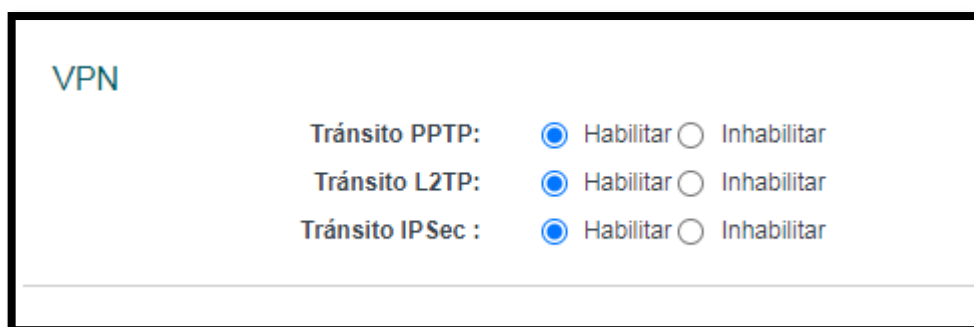 VPN
Tránsito PPTP: Habilitar Inhabilitar
Tránsito L2TP: Habilitar Inhabilitar
Tránsito IPSec : Habilitar Inhabilitar